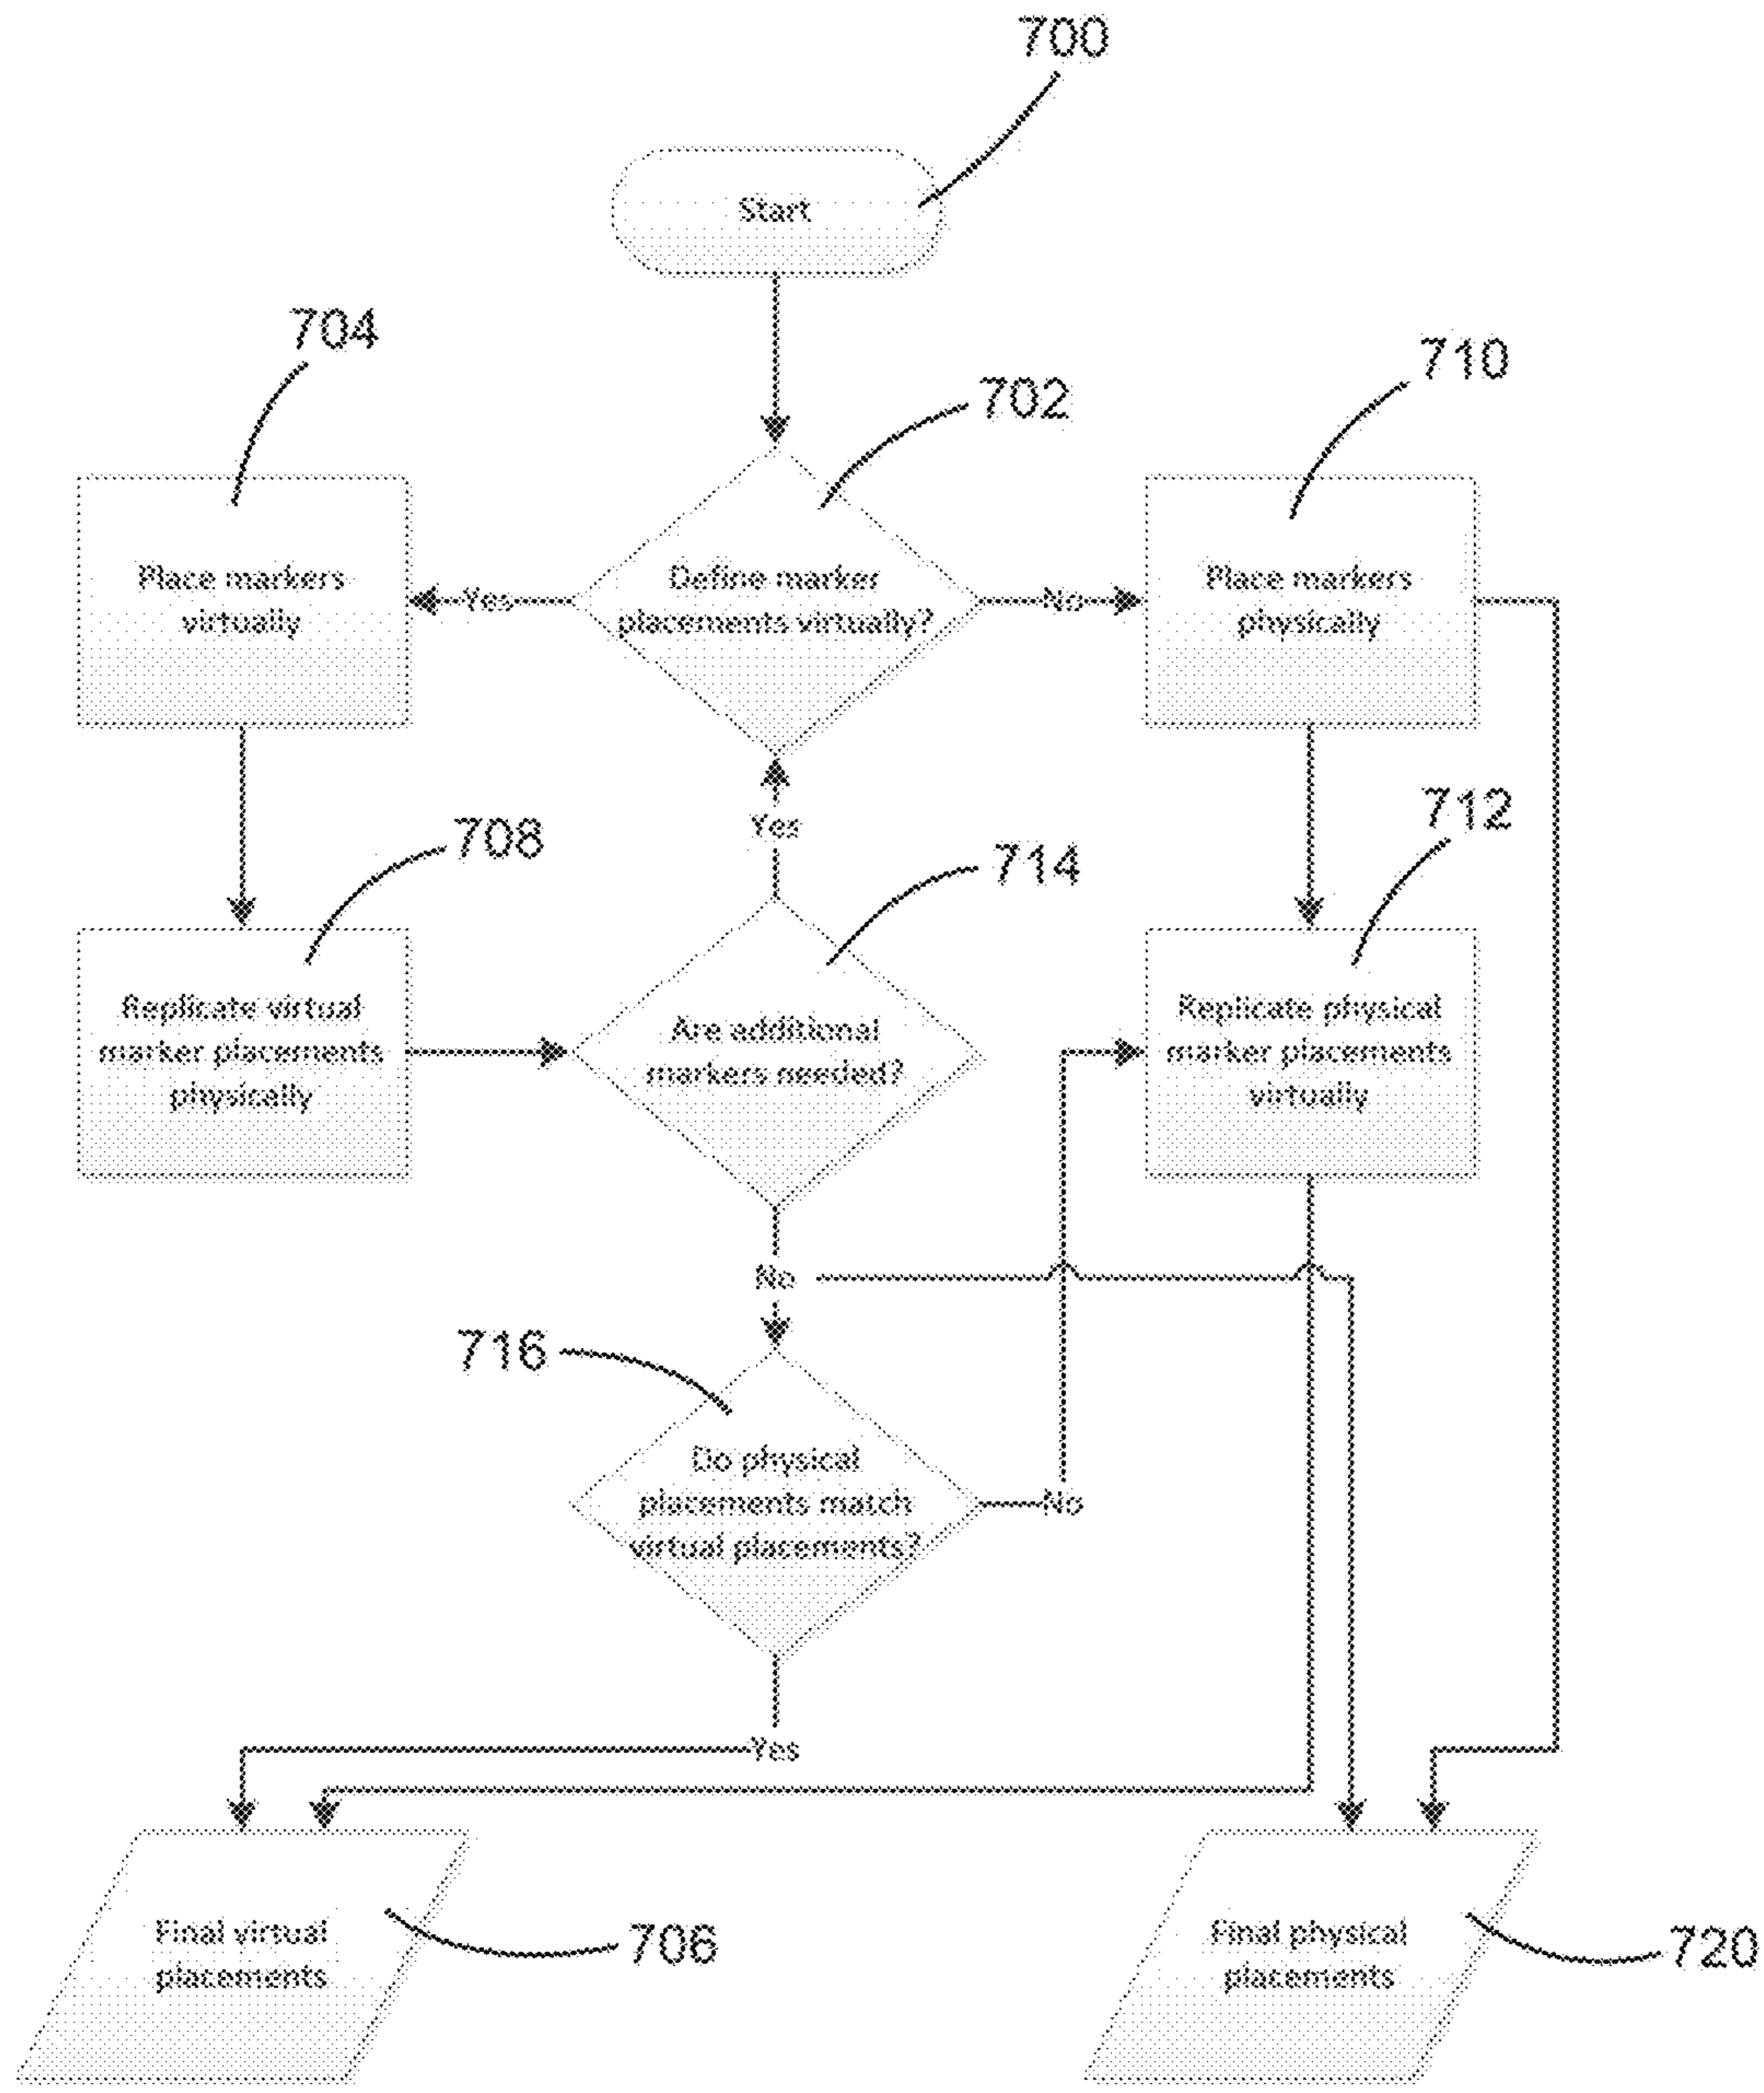 700
Start
704
702
710
Place markers
virtually
Yes
Define marker
placements virtually?
No
Place markers
physically
Yes
708
714
712
Replicate virtual
marker placements
physically
Are additional
markers needed?
Replicate physical
marker placements
virtually
No
716
Do physical
placements match
virtual placements?
No
Yes
Final virtual
placements
706
Final physical
placements
720